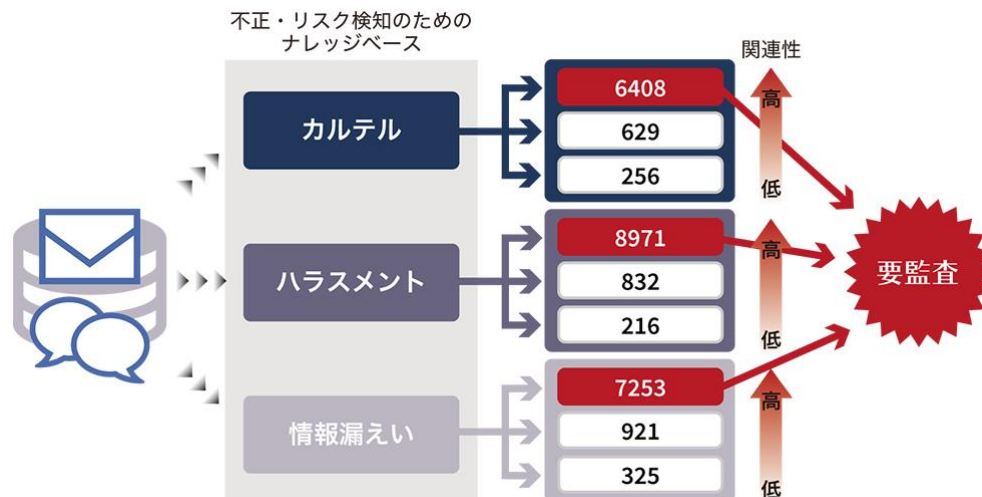 不正・リスク検知のための
ナレッジベース
関連性
カルテル
6408
629
256
高
低
ハラスメント
8971
832
216
高
低
要監査
情報漏えい
7253
921
325
高
低